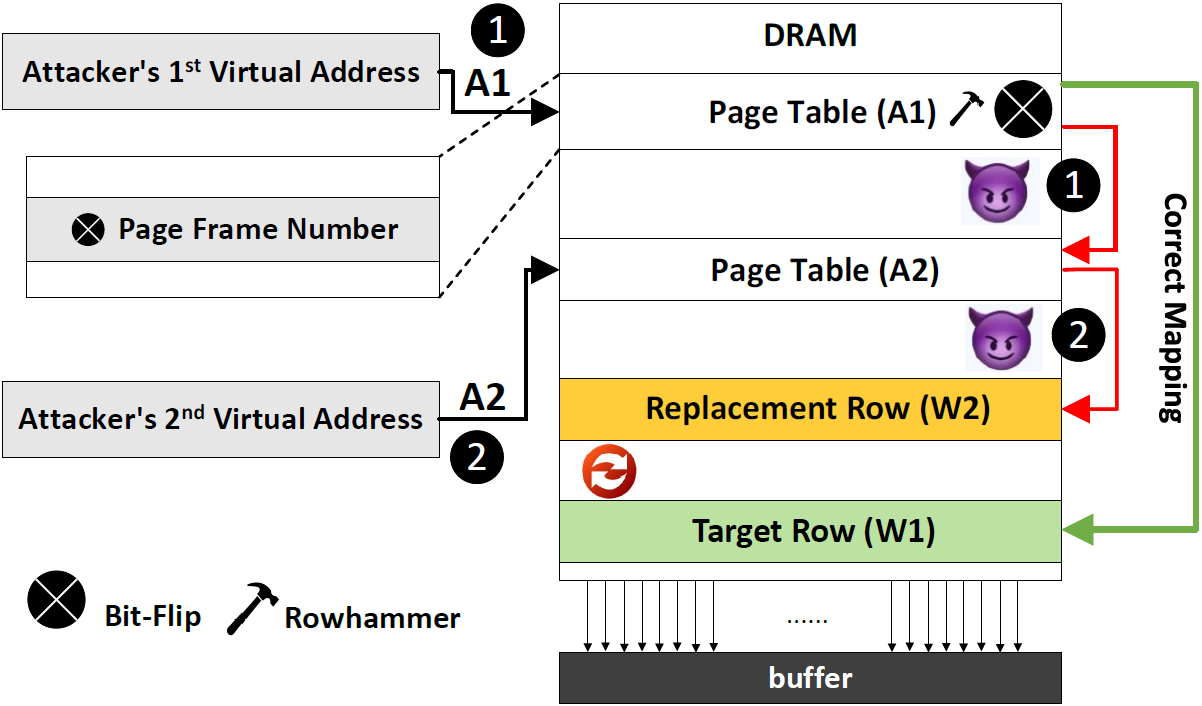 DRAM
1
Attacker's 1st Virtual Address
A1
Page Table (A1)
1
Page Frame Number
Correct Mapping
Page Table (A2)
2
A2
Attacker's 2nd Virtual Address
2
Replacement Row (W2)
Target Row (W1)
Bit-Flip
Rowhammer
......
buffer